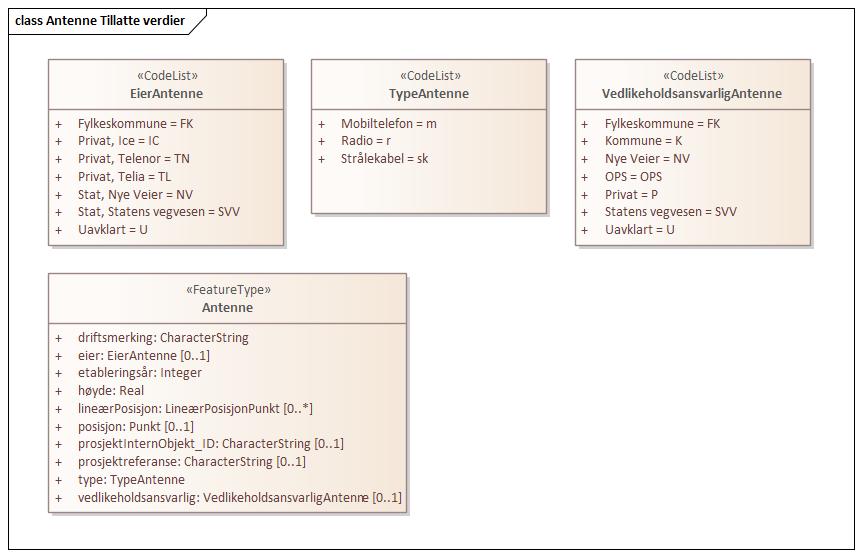 class Antenne Tillatte verdier
«CodeList»
EierAntenne
+ Fylkeskommune = FK
+ Privat, Ice = IC
+ Privat, Telenor = TN
+ Privat, Telia = TL
+ Stat, Nye Veier = NV
+ Stat, Statens vegvesen = SVV
+ Uavklart = U
«CodeList»
TypeAntenne
+ Mobiltelefon = m
+ Radio = r
+ Strålekabel = sk
«CodeList»
VedlikeholdsansvarligAntenne
+ Fylkeskommune = FK
+ Kommune = K
+ Nye Veier = NV
+ OPS = OPS
+ Privat = P
+ Statens vegvesen = SVV
+ Uavklart = U
«FeatureType»
Antenne
+ driftsmerking: CharacterString
+ eier: EierAntenne [0..1]
+ etableringsår: Integer
+ høyde: Real
+ lineærPosisjon: LineærPosisjonPunkt [0..*]
+ posisjon: Punkt [0..1]
+ prosjektInternObjekt_ID: CharacterString [0..1]
+ prosjektreferanse: CharacterString [0..1]
+ type: TypeAntenne
+ vedlikeholdsansvarlig: VedlikeholdsansvarligAntenne [0..1]